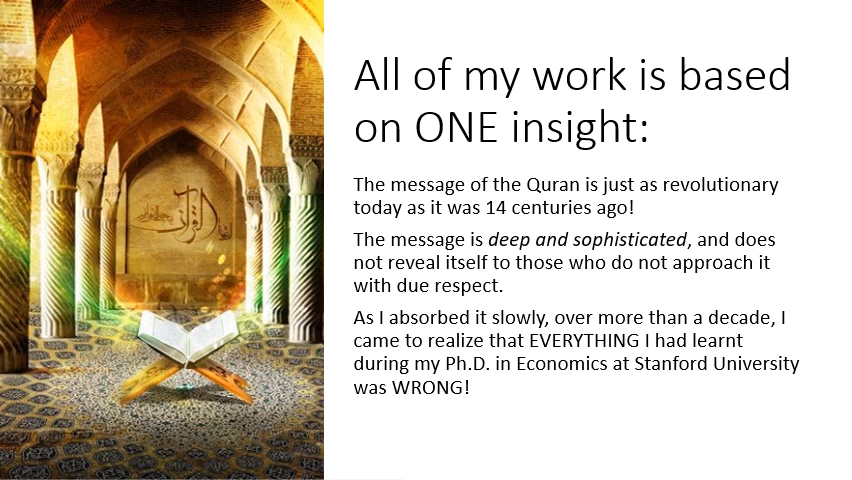 All of my work is based
on ONE insight:
The message of the Quran is just as revolutionary
today as it was 14 centuries ago!
The message is deep and sophisticated, and does
not reveal itself to those who do not approach it
with due respect.
As I absorbed it slowly, over more than a decade, I
came to realize that EVERYTHING I had learnt
during my Ph.D. in Economics at Stanford University
was WRONG!
القرآن